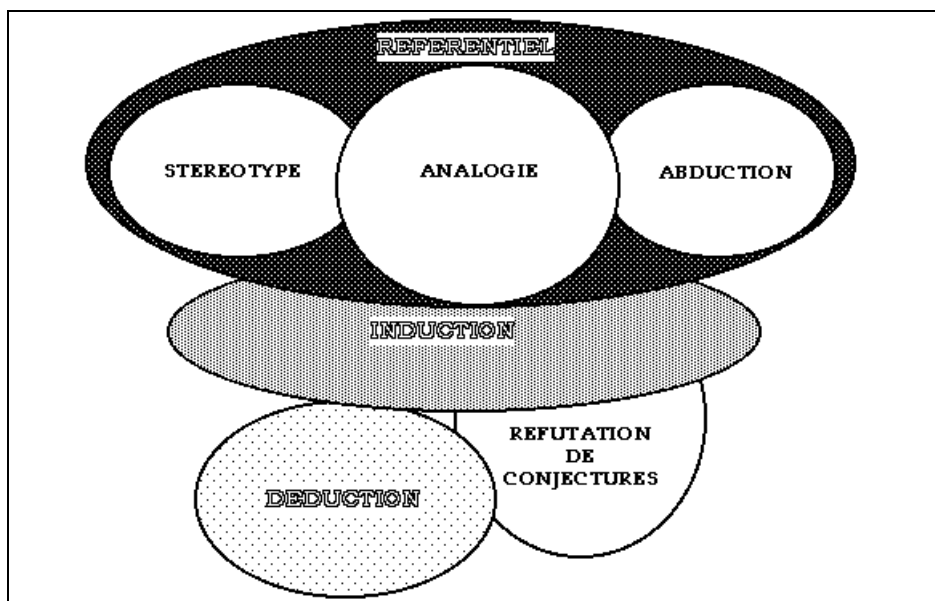 REFERENTIEL
STEREOTYPE
ANALOGIE
ABDUCTION
INDUCTION
REFUTATION
DE
CONJECTURES
DEDUCTION